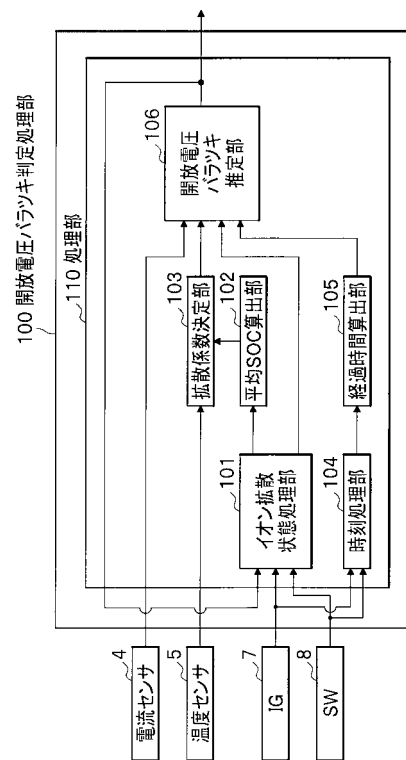 100 開放電圧バラツキ判定処理部
110 処理部
106
開放電圧
バラツキ
推定部
103
拡散係数決定部
102
平均SOC算出部
105
経過時間算出部
101
イオン拡散
状態処理部
104
時刻処理部
4
電流センサ
5
温度センサ
7
IG
8
SW